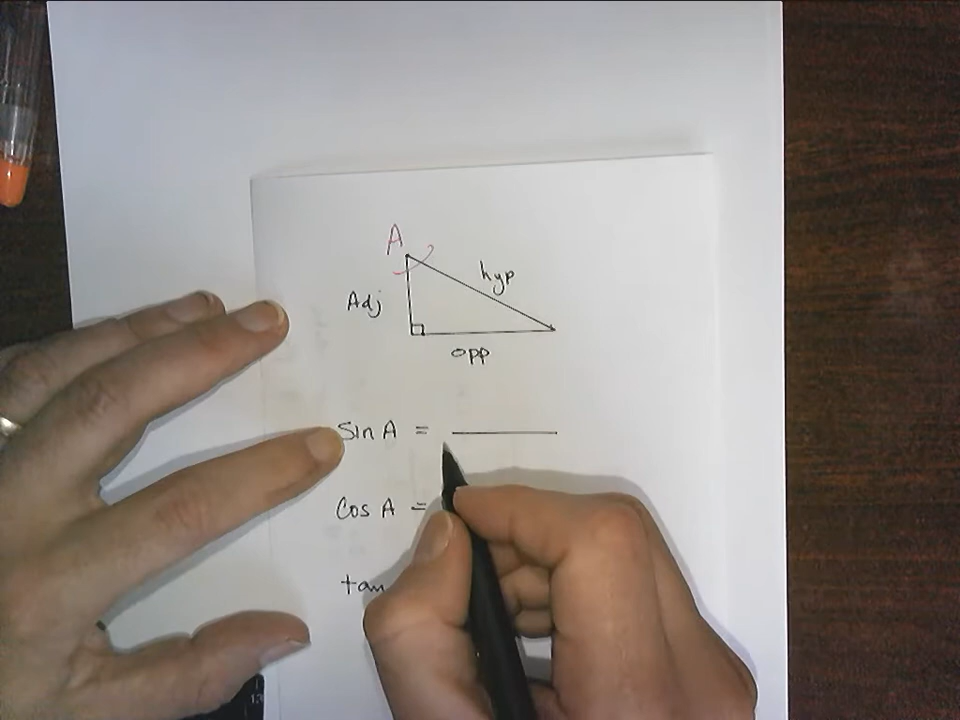 A
hyp
Adj
opp
Sin A =
Cos A =
tan